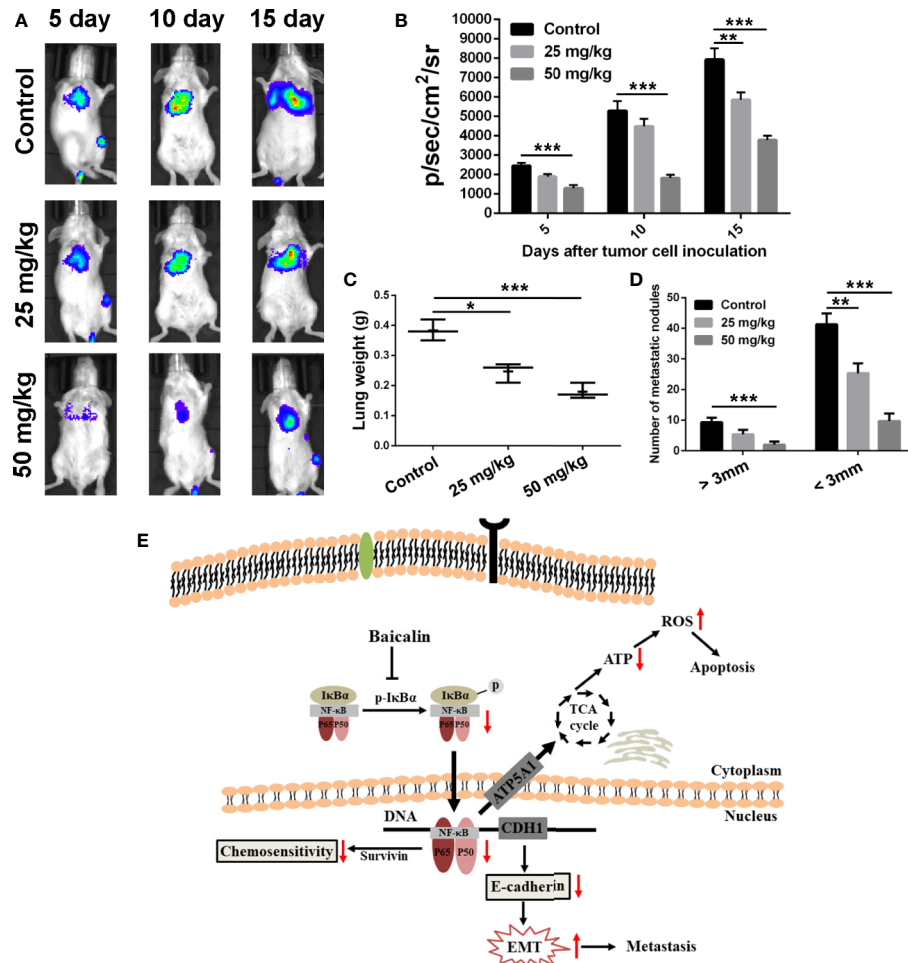 A
5 day
10 day
15 day
Control
25 mg/kg
50 mg/kg
B
p/sec/cm²/sr
10000
9000
8000
7000
6000
5000
4000
3000
2000
1000
0
Control
25 mg/kg
50 mg/kg
***
***
***
**
5
10
15
Days after tumor cell inoculation
C
Lung weight (g)
0.5
0.4
0.3
0.2
0.1
0.0
***
*
Control
25 mg/kg
50 mg/kg
D
Number of metastatic nodules
50
40
30
20
10
0
Control
25 mg/kg
50 mg/kg
***
***
**
> 3mm
< 3mm
E
Baicalin
IκBα
NF-κB
P65 P50
p-IκBα
IκBα
p
NF-κB
P65 P50
ROS
ATP
Apoptosis
TCA
cycle
ATP5A1
Cytoplasm
Nucleus
DNA
NF-κB
P65 P50
CDH1
Chemosensitivity
Survivin
E-cadherin
EMT
Metastasis